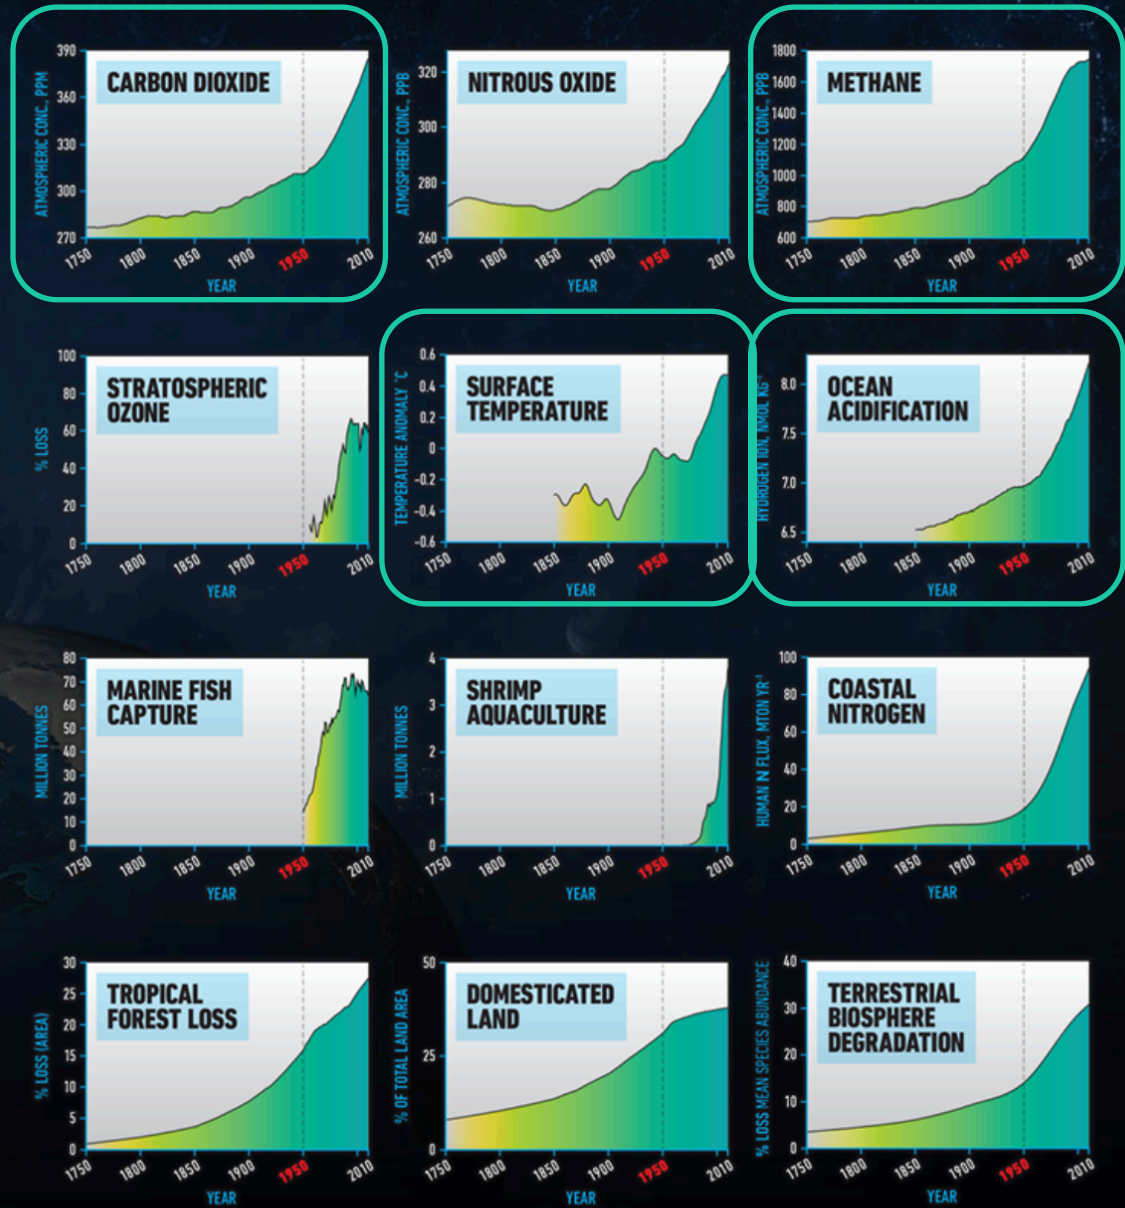 CARBON DIOXIDE
ATMOSPHERIC CONC., PPM
390
360
330
300
270
1750 1800 1850 1900 1950 2010
YEAR
NITROUS OXIDE
ATMOSPHERIC CONC., PPB
320
300
280
260
1750 1800 1850 1900 1950 2010
YEAR
METHANE
ATMOSPHERIC CONC., PPB
1800
1600
1400
1200
1000
800
600
1750 1800 1850 1900 1950 2010
YEAR
STRATOSPHERIC
OZONE
% LOSS
100
80
60
40
20
0
1750 1800 1850 1900 1950 2010
YEAR
SURFACE
TEMPERATURE
TEMPERATURE ANOMALY °C
0.6
0.4
0.2
0
-0.2
-0.4
-0.6
1750 1800 1850 1900 1950 2010
YEAR
OCEAN
ACIDIFICATION
HYDROGEN ION, NMOL KG⁻¹
8.0
7.5
7.0
6.5
1750 1800 1850 1900 1950 2010
YEAR
MARINE FISH
CAPTURE
MILLION TONNES
80
70
60
50
40
30
20
10
0
1750 1800 1850 1900 1950 2010
YEAR
SHRIMP
AQUACULTURE
MILLION TONNES
4
3
2
1
0
1750 1800 1850 1900 1950 2010
YEAR
COASTAL
NITROGEN
HUMAN N FLUX, MTON YR⁻¹
100
80
60
40
20
0
1750 1800 1850 1900 1950 2010
YEAR
TROPICAL
FOREST LOSS
% LOSS (AREA)
30
25
20
15
10
5
0
1750 1800 1850 1900 1950 2010
YEAR
DOMESTICATED
LAND
% OF TOTAL LAND AREA
50
25
0
1750 1800 1850 1900 1950 2010
YEAR
TERRESTRIAL
BIOSPHERE
DEGRADATION
% LOSS MEAN SPECIES ABUNDANCE
40
30
20
10
0
1750 1800 1850 1900 1950 2010
YEAR